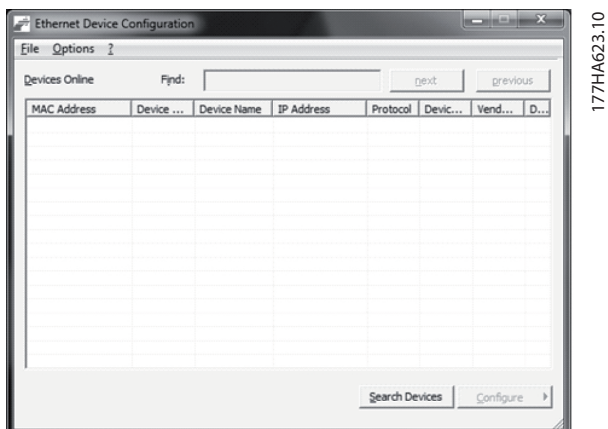 Ethernet Device Configuration
File Options ?
Devices Online Find: next previous
MAC Address Device ... Device Name IP Address Protocol Devic... Vend... D...
Search Devices Configure
177HA623.10